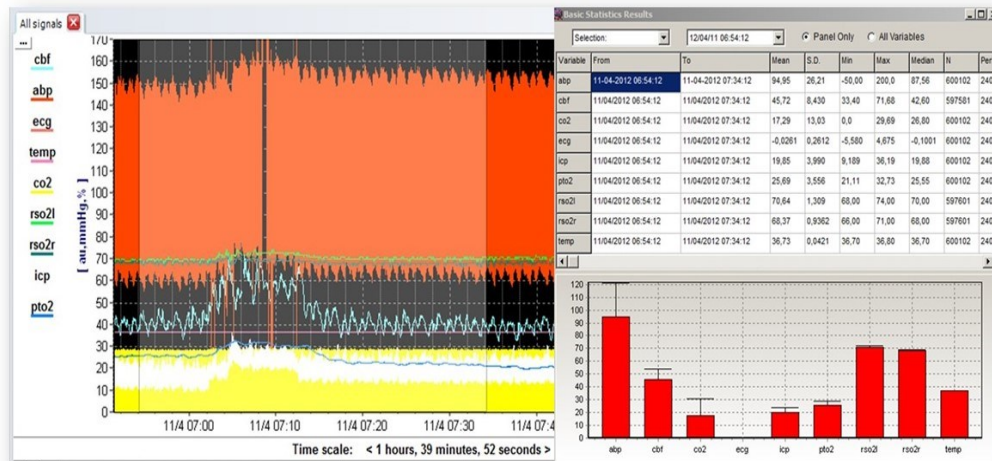 All signals
...
cbf
abp
ecg
temp
co2
rso2l
rso2r
icp
pto2
[ au,mmHg,% ]
170
160
150
140
130
120
110
100
90
80
70
60
50
40
30
20
10
0
11/4 07:00 11/4 07:10 11/4 07:20 11/4 07:30 11/4 07:4
Time scale: < 1 hours, 39 minutes, 52 seconds >
Basic Statistics Results
Selection: 12/04/11 06:54:12 Panel Only All Variables
Variable From To Mean S.D. Min Max Median N Per
abp 11-04-2012 06:54:12 11-04-2012 07:34:12 94,95 26,21 -50,00 200,0 87,56 600102 240
cbf 11/04/2012 06:54:12 11/04/2012 07:34:12 45,72 8,430 33,40 71,68 42,60 597581 240
co2 11/04/2012 06:54:12 11/04/2012 07:34:12 17,29 13,03 0,0 29,69 26,80 600102 240
ecg 11/04/2012 06:54:12 11/04/2012 07:34:12 -0,0261 0,2612 -5,580 4,675 -0,1001 600102 240
icp 11/04/2012 06:54:12 11/04/2012 07:34:12 19,85 3,990 9,189 36,19 19,88 600102 240
pto2 11/04/2012 06:54:12 11/04/2012 07:34:12 25,69 3,556 21,11 32,73 25,55 600102 240
rso2l 11/04/2012 06:54:12 11/04/2012 07:34:12 70,64 1,309 68,00 74,00 70,00 597601 240
rso2r 11/04/2012 06:54:12 11/04/2012 07:34:12 68,37 0,9362 66,00 71,00 68,00 597601 240
temp 11/04/2012 06:54:12 11/04/2012 07:34:12 36,73 0,0421 36,70 36,80 36,70 600102 240
120
110
100
90
80
70
60
50
40
30
20
10
0
abp cbf co2 ecg icp pto2 rso2l rso2r temp